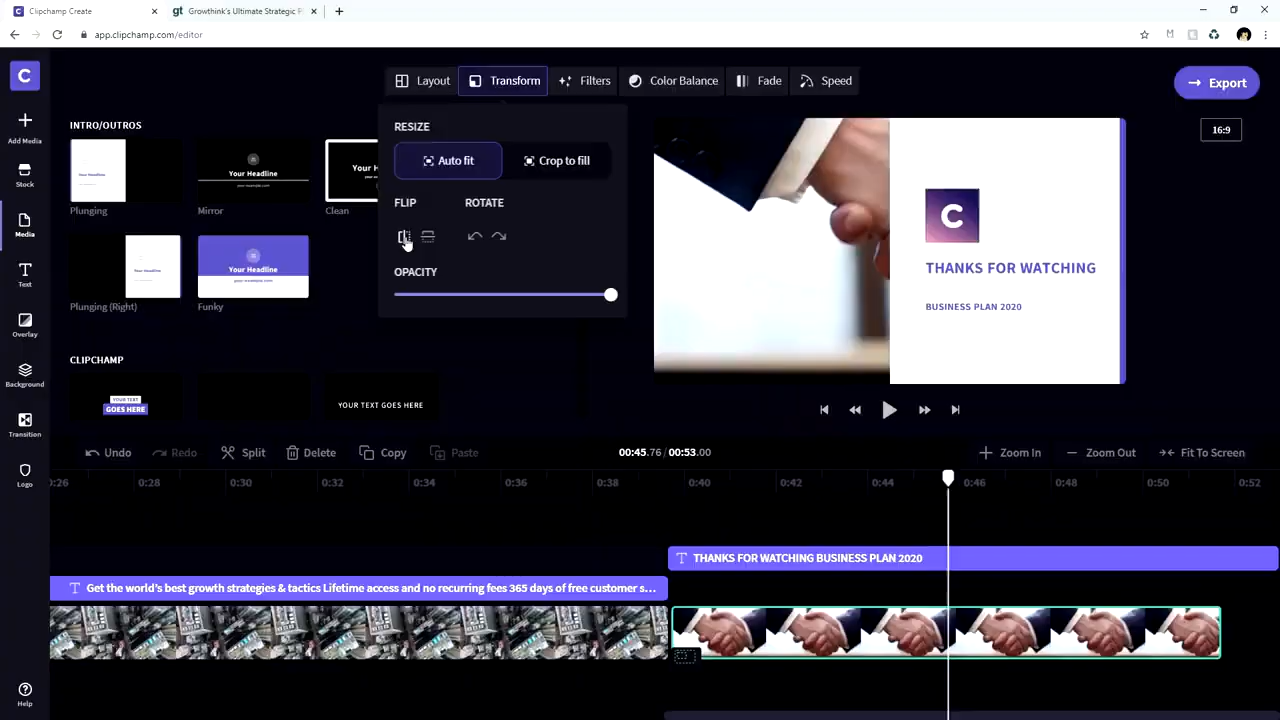 Clipchamp Create
Growthink's Ultimate Strategic P
app.clipchamp.com/editor
C
Layout
Transform
Filters
Color Balance
Fade
Speed
Export
Add Media
Stock
Media
Text
Overlay
Background
Transition
Logo
Help
INTRO/OUTROS
Your Headline
Your H
Plunging
Mirror
Clean
Your Headline
Plunging (Right)
Funky
CLIPCHAMP
YOUR TEXT
GOES HERE
YOUR TEXT GOES HERE
RESIZE
Auto fit
Crop to fill
FLIP
ROTATE
OPACITY
16:9
C
THANKS FOR WATCHING
BUSINESS PLAN 2020
Undo
Redo
Split
Delete
Copy
Paste
00:45.76 / 00:53.00
Zoom In
Zoom Out
Fit To Screen
0:26 0:28 0:30 0:32 0:34 0:36 0:38 0:40 0:42 0:44 0:46 0:48 0:50 0:52
THANKS FOR WATCHING BUSINESS PLAN 2020
Get the world's best growth strategies & tactics Lifetime access and no recurring fees 365 days of free customer s...